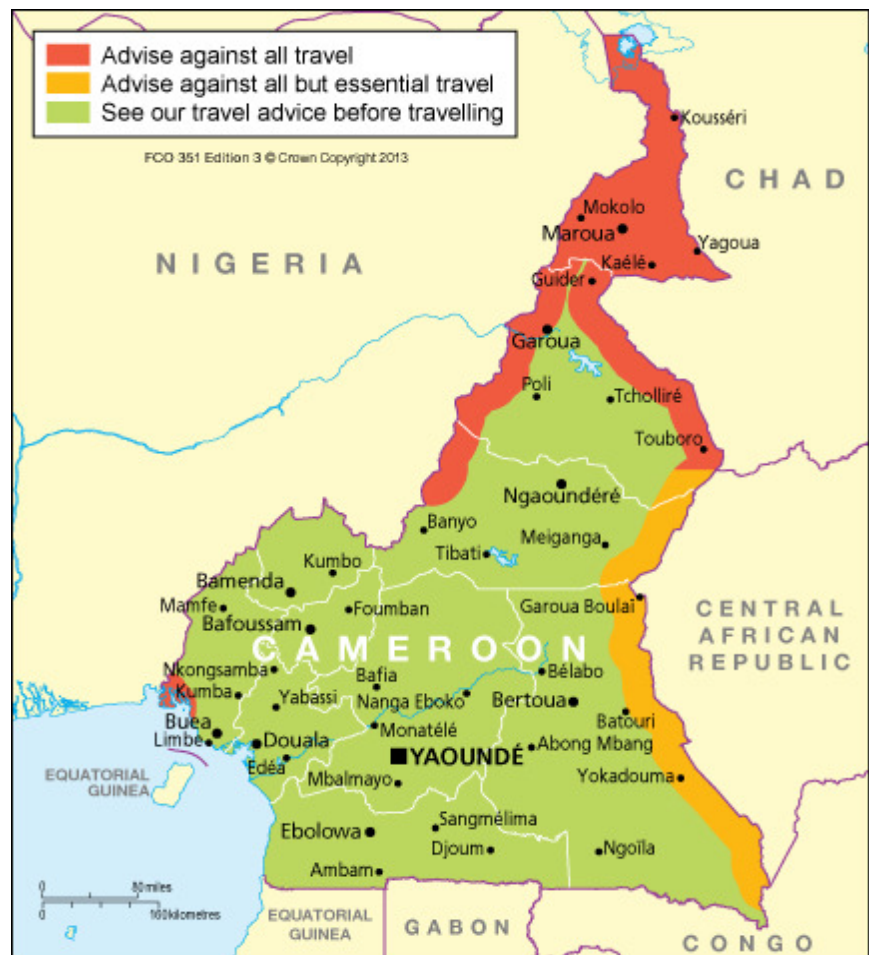 Advise against all travel
Advise against all but essential travel
See our travel advice before travelling
FCO 351 Edition 3 © Crown Copyright 2013
Kousséri
CHAD
Mokolo
Maroua
Yagoua
NIGERIA
Kaélé
Guider
Garoua
Poli
Tcholliré
Touboro
Ngaoundéré
Banyo
Meiganga
Tibati
Kumbo
Bamenda
Mamfe
Foumban
Garoua Boulaï
Bafoussam
CENTRAL
AFRICAN
REPUBLIC
CAMEROON
Nkongsamba
Bafia
Bélabo
Kumba
Yabassi
Nanga Eboko
Bertoua
Buea
Monatélé
Batouri
Limbe
Douala
Abong Mbang
YAOUNDÉ
Edéa
EQUATORIAL
GUINEA
Mbalmayo
Yokadouma
Sangmélima
Ebolowa
Djoum
Ngoïla
Ambam
0 80 miles
0 160 kilometres
EQUATORIAL
GUINEA
GABON
CONGO